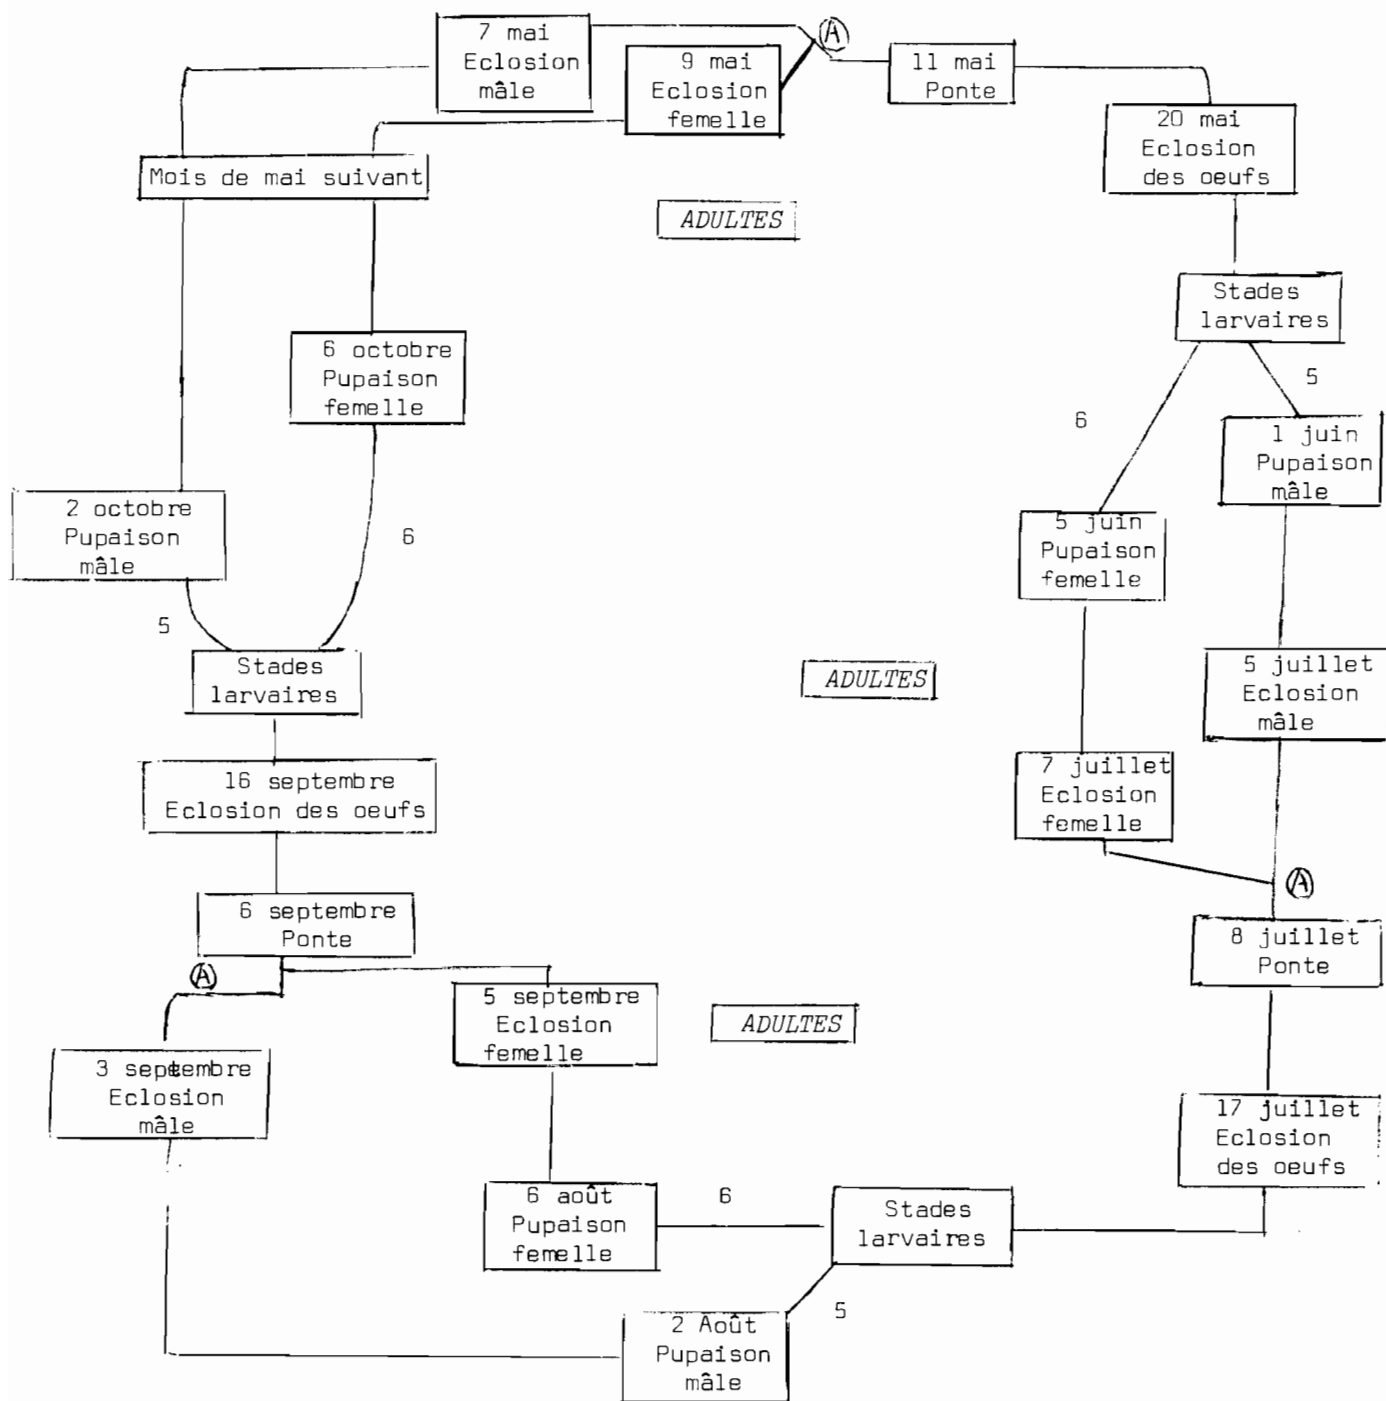 7 mai
Eclosion
mâle
9 mai
Eclosion
femelle
A
11 mai
Ponte
20 mai
Eclosion
des oeufs
Mois de mai suivant
ADULTES
Stades
larvaires
6
5
1 juin
Pupaison
mâle
5 juin
Pupaison
femelle
6 octobre
Pupaison
femelle
2 octobre
Pupaison
mâle
6
5
Stades
larvaires
ADULTES
5 juillet
Eclosion
mâle
7 juillet
Eclosion
femelle
A
16 septembre
Eclosion des oeufs
6 septembre
Ponte
8 juillet
Ponte
A
5 septembre
Eclosion
femelle
ADULTES
3 septembre
Eclosion
mâle
17 juillet
Eclosion
des oeufs
6 août
Pupaison
femelle
6
Stades
larvaires
5
2 Août
Pupaison
mâle